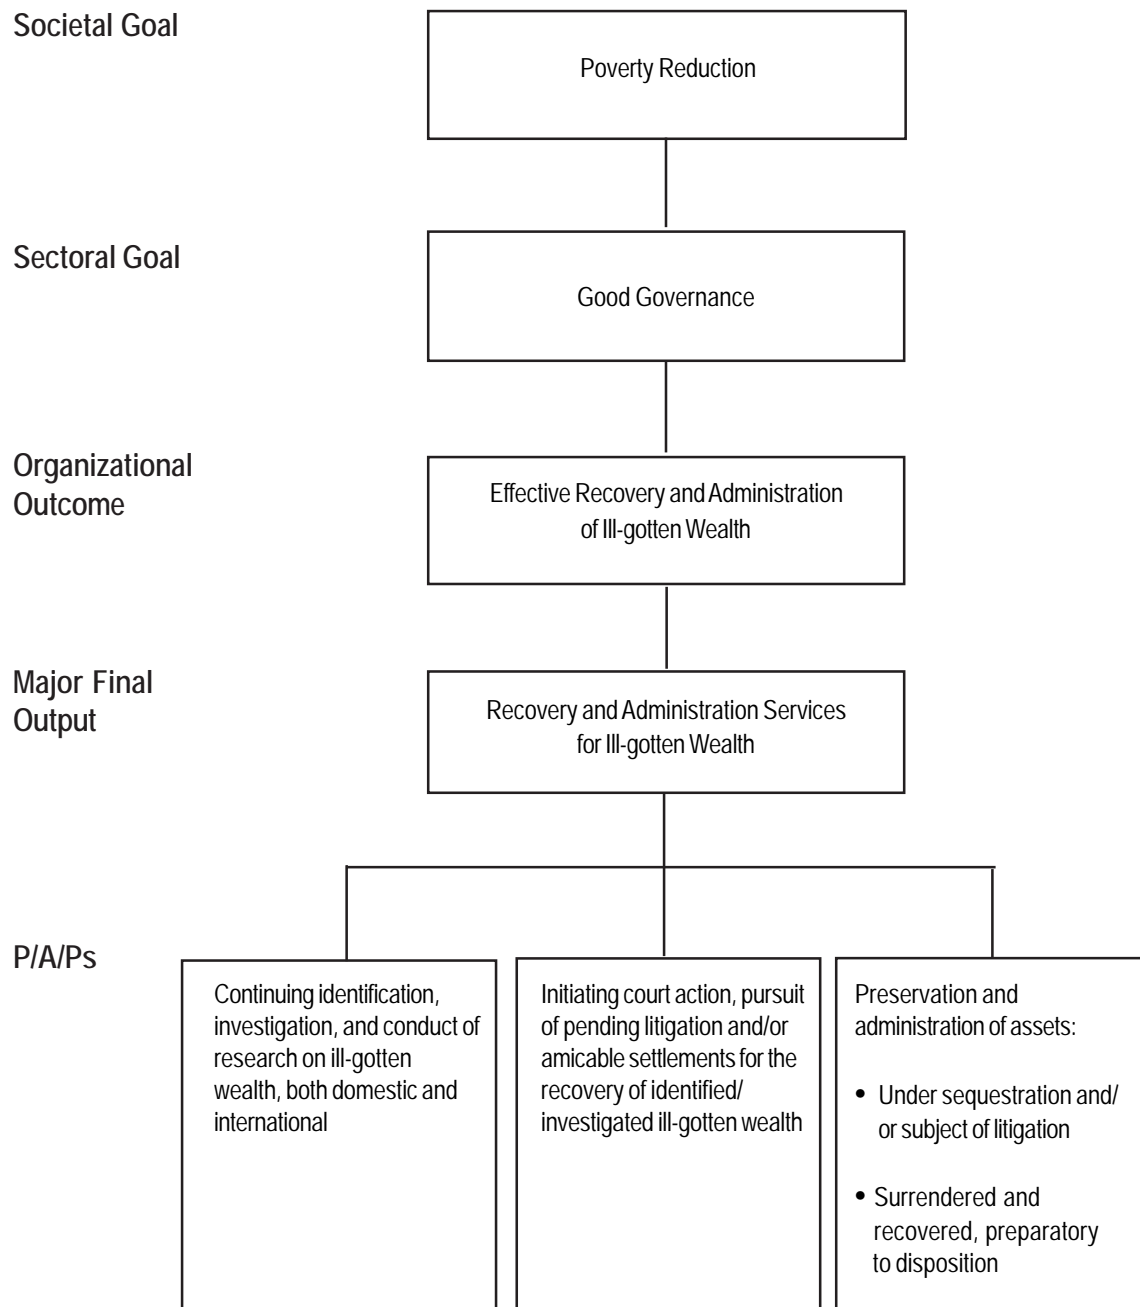 Societal Goal
Poverty Reduction
Sectoral Goal
Good Governance
Organizational
Outcome
Effective Recovery and Administration
of Ill-gotten Wealth
Major Final
Output
Recovery and Administration Services
for Ill-gotten Wealth
P/A/Ps
Continuing identification,
investigation, and conduct of
research on ill-gotten
wealth, both domestic and
international
Initiating court action, pursuit
of pending litigation and/or
amicable settlements for the
recovery of identified/
investigated ill-gotten wealth
Preservation and
administration of assets:
• Under sequestration and/
or subject of litigation
• Surrendered and
recovered, preparatory
to disposition